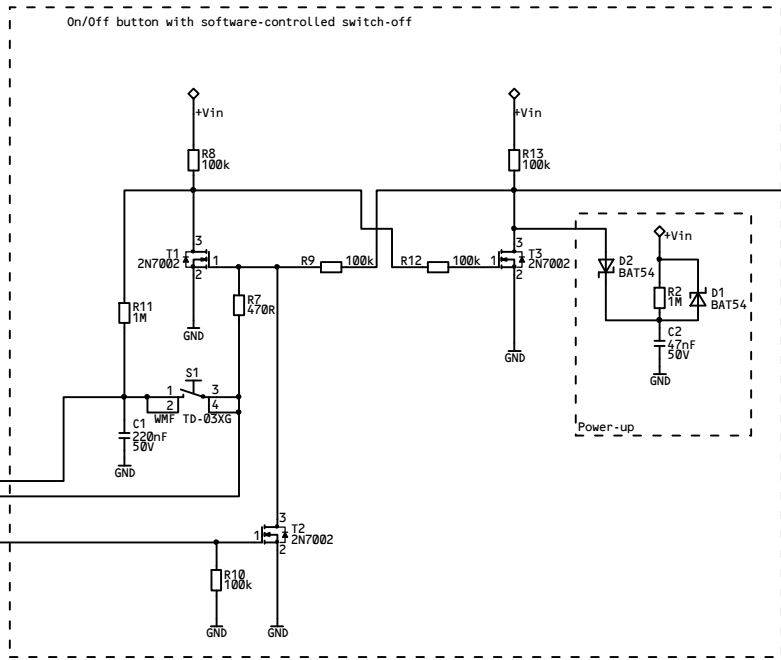 On/Off button with software-controlled switch-off
+Vin
+Vin
R8
100k
R13
100k
T1
2N7002
3
1
2
R9
100k
R12
100k
3
1
2
T3
2N7002
+Vin
D2
BAT54
R2
1M
D1
BAT54
R11
1M
R7
470R
GND
GND
C2
47nF
50V
GND
S1
1
2
3
4
WMF TD-03XG
C1
220nF
50V
GND
Power-up
3
1
2
T2
2N7002
R10
100k
GND
GND